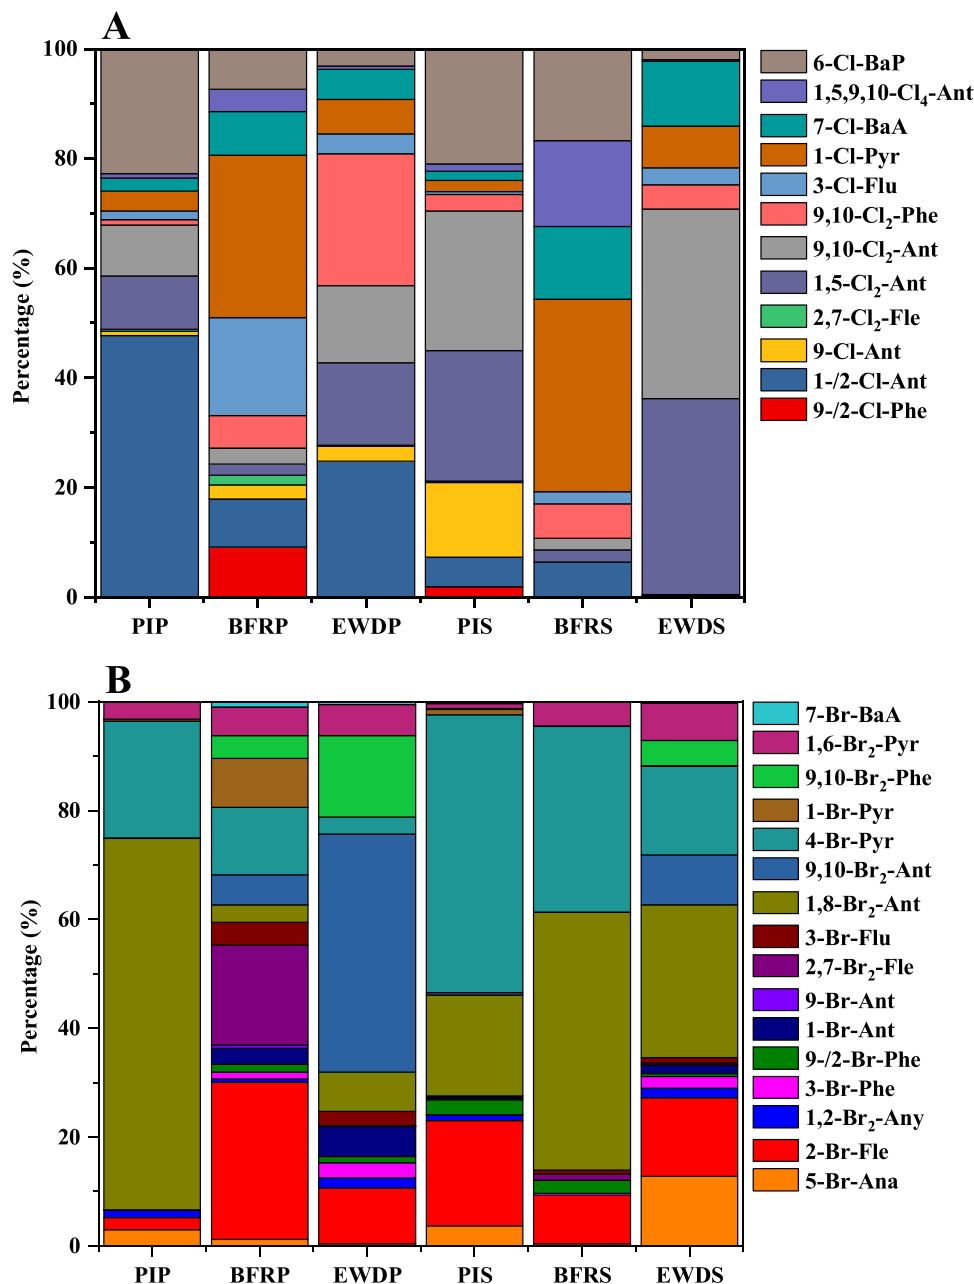 A
100
80
60
40
20
0
Percentage (%)
PIP BFRP EWDP PIS BFRS EWDS
6-Cl-BaP
1,5,9,10-Cl₄-Ant
7-Cl-BaA
1-Cl-Pyr
3-Cl-Flu
9,10-Cl₂-Phe
9,10-Cl₂-Ant
1,5-Cl₂-Ant
2,7-Cl₂-Fle
9-Cl-Ant
1-/2-Cl-Ant
9-/2-Cl-Phe
B
100
80
60
40
20
0
Percentage (%)
PIP BFRP EWDP PIS BFRS EWDS
7-Br-BaA
1,6-Br₂-Pyr
9,10-Br₂-Phe
1-Br-Pyr
4-Br-Pyr
9,10-Br₂-Ant
1,8-Br₂-Ant
3-Br-Flu
2,7-Br₂-Fle
9-Br-Ant
1-Br-Ant
9-/2-Br-Phe
3-Br-Phe
1,2-Br₂-Any
2-Br-Fle
5-Br-Ana